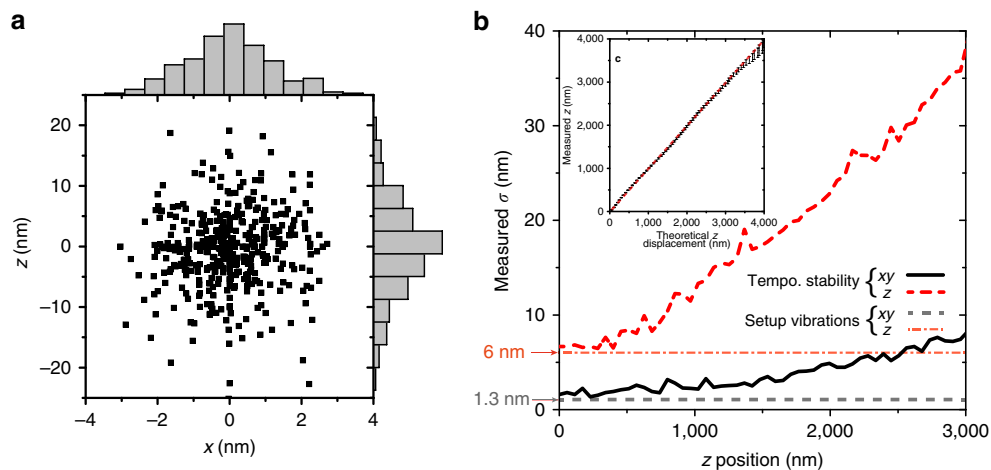 a
20
10
0
−10
−20
z (nm)
−4
−2
0
2
4
x (nm)
b
40
30
20
10
0
Measured σ (nm)
6 nm
1.3 nm
0
1,000
2,000
3,000
z position (nm)
c
4,000
3,000
2,000
1,000
0
Measured z (nm)
0
1,000
2,000
3,000
4,000
Theoretical z
displacement (nm)
Tempo. stability { xy
z
Setup vibrations { xy
z